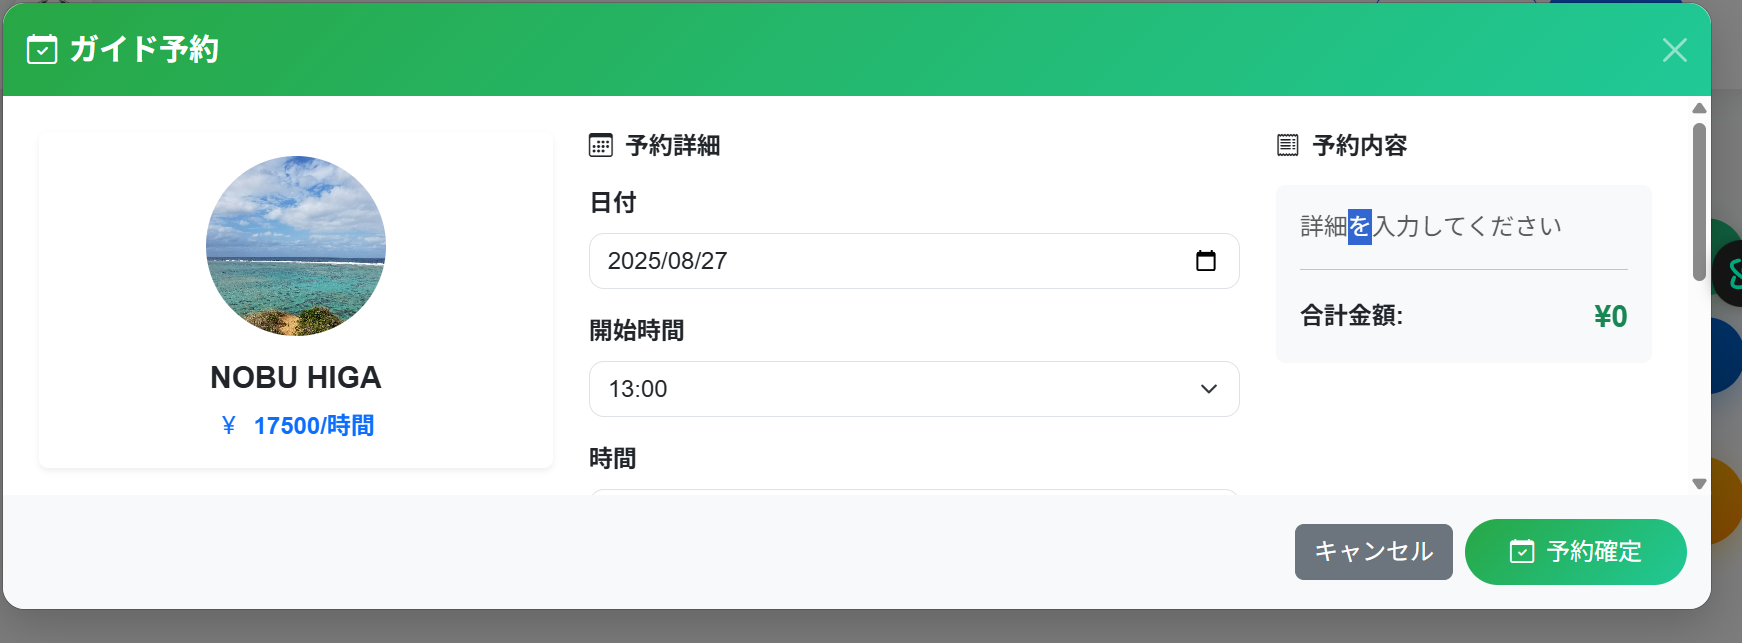 ガイド予約
NOBU HIGA
¥ 17500/時間
予約詳細
日付
2025/08/27
開始時間
13:00
時間
予約内容
詳細を入力してください
合計金額: ¥0
キャンセル
予約確定